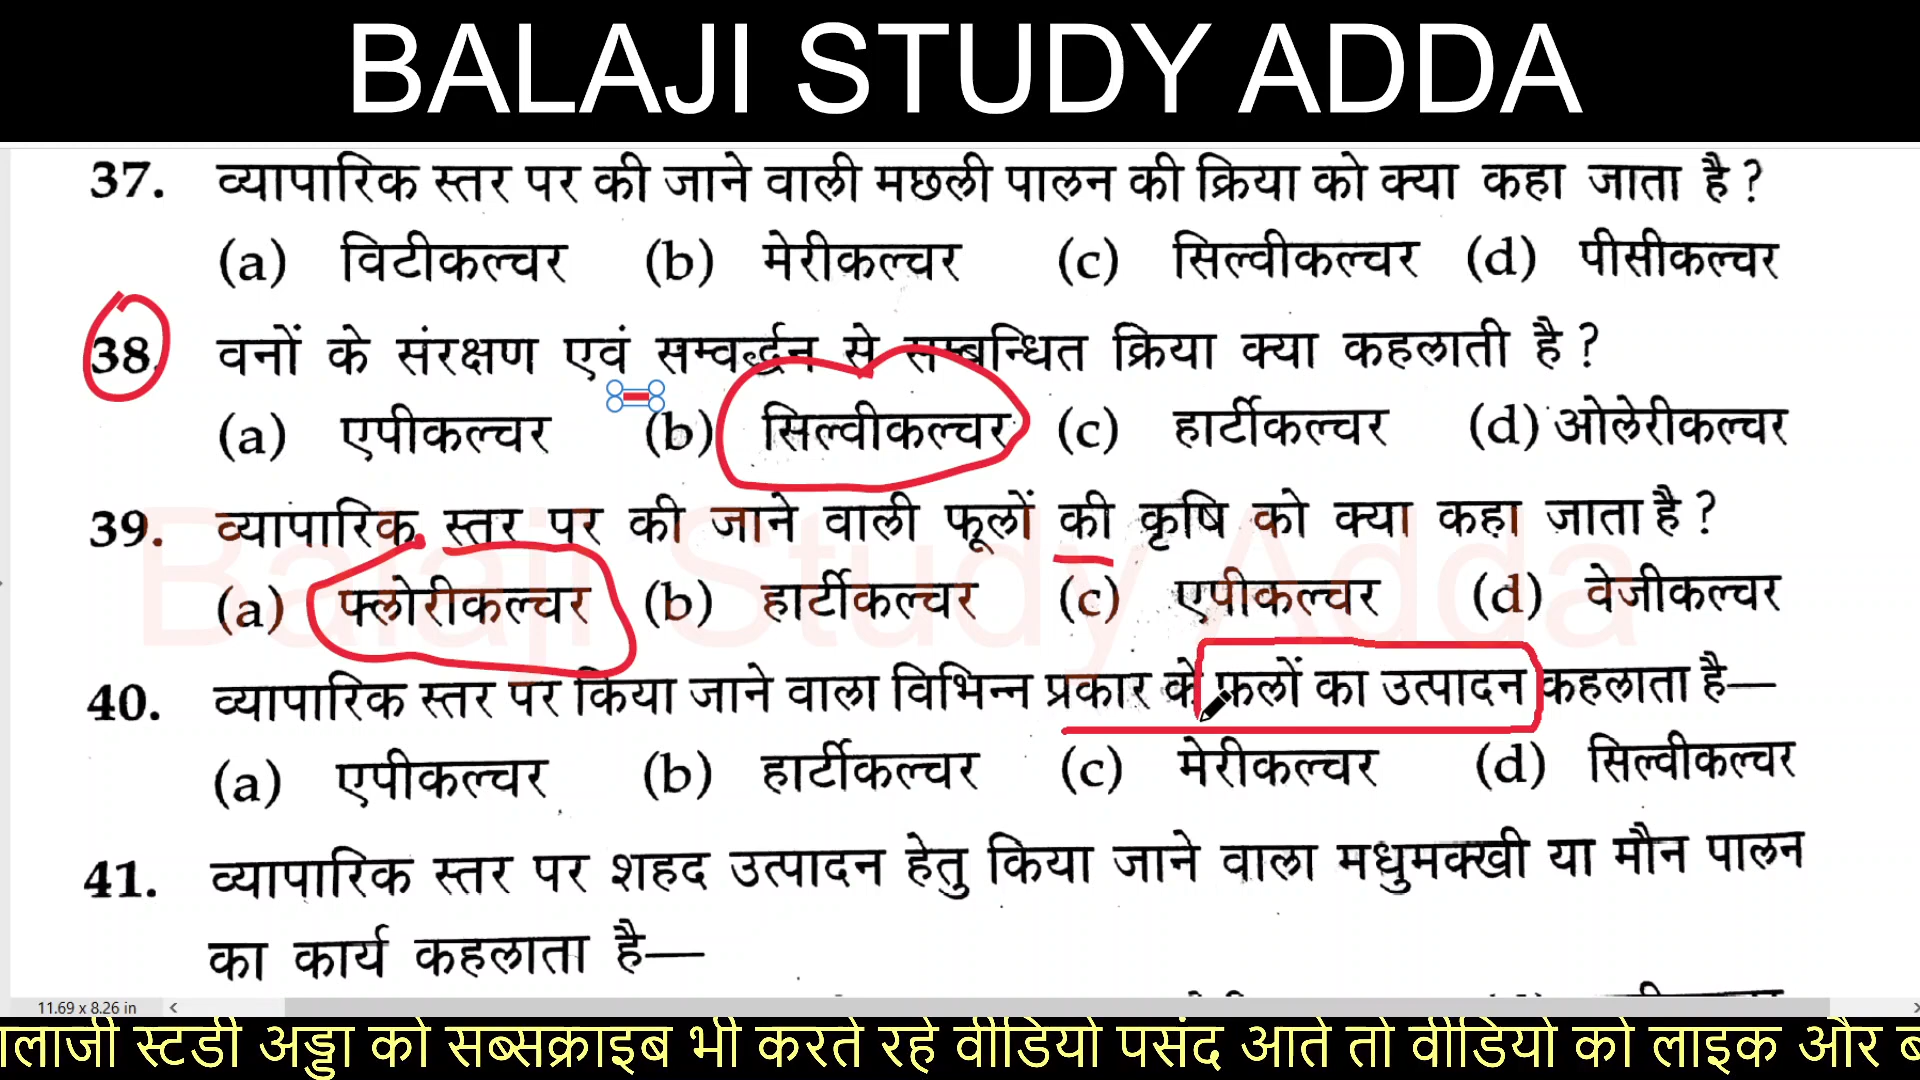 BALAJI STUDY ADDA
37. व्यापारिक स्तर पर की जाने वाली मछली पालन की क्रिया को क्या कहा जाता है ?
(a) विटीकल्चर (b) मेरीकल्चर (c) सिल्वीकल्चर (d) पीसीकल्चर
38. वनों के संरक्षण एवं सम्वर्द्धन से सम्बन्धित क्रिया क्या कहलाती है ?
(a) एपीकल्चर (b) सिल्वीकल्चर (c) हार्टीकल्चर (d) ओलेरीकल्चर
39. व्यापारिक स्तर पर की जाने वाली फूलों की कृषि को क्या कहा जाता है ?
(a) फ्लोरीकल्चर (b) हार्टीकल्चर (c) एपीकल्चर (d) वेजीकल्चर
Balaji Study Adda
40. व्यापारिक स्तर पर किया जाने वाला विभिन्न प्रकार के फलों का उत्पादन कहलाता है—
(a) एपीकल्चर (b) हार्टीकल्चर (c) मेरीकल्चर (d) सिल्वीकल्चर
41. व्यापारिक स्तर पर शहद उत्पादन हेतु किया जाने वाला मधुमक्खी या मौन पालन
का कार्य कहलाता है—
11.69 x 8.26 in
स्टडी अड्डा को सब्सक्राइब भी करते रहे वीडियो पसंद आते तो वीडियो को लाइक और